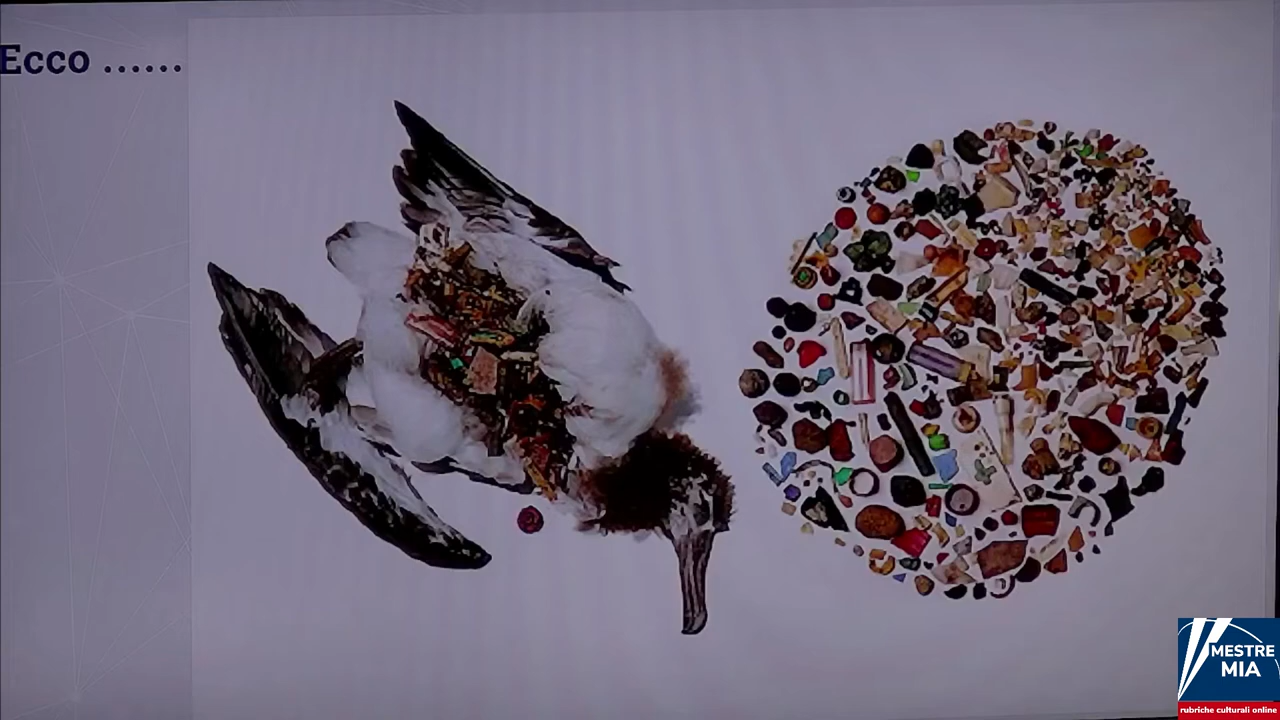 Ecco ......
MESTRE
MIA
rubriche culturali online